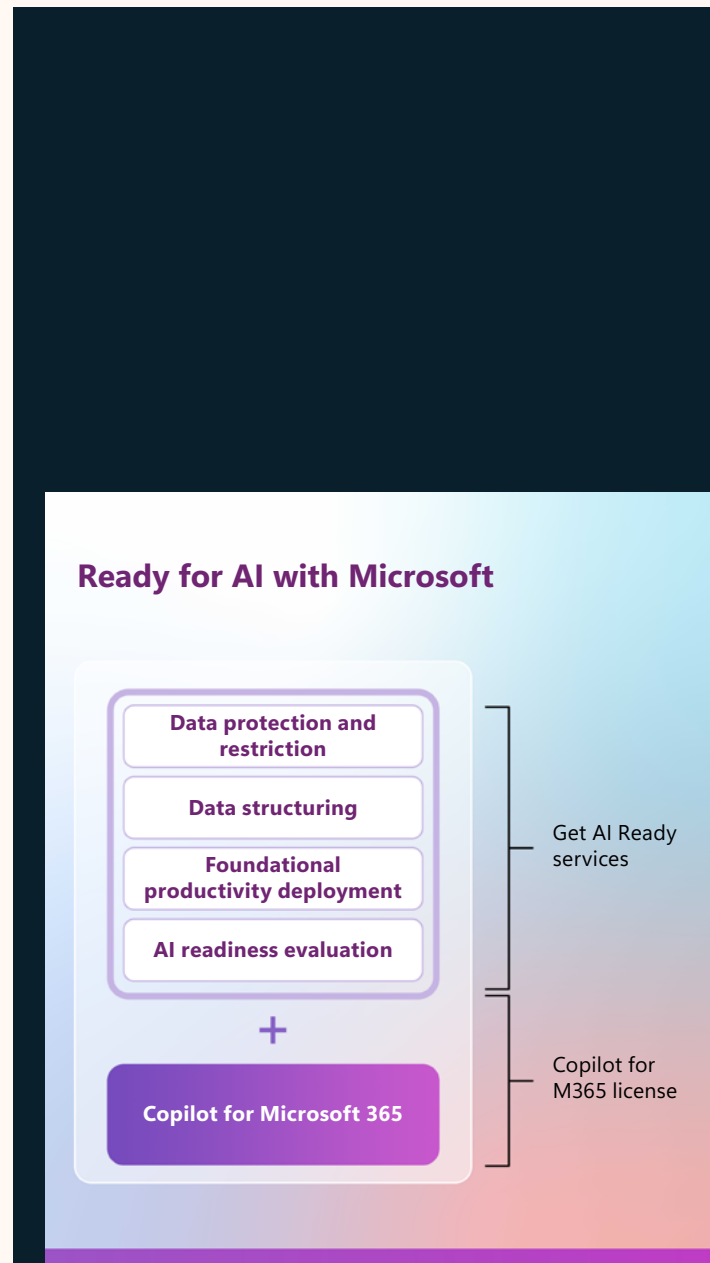 Ready for AI with Microsoft
Data protection and
restriction
Data structuring
Foundational
productivity deployment
AI readiness evaluation
+
Copilot for Microsoft 365
Get AI Ready
services
Copilot for
M365 license